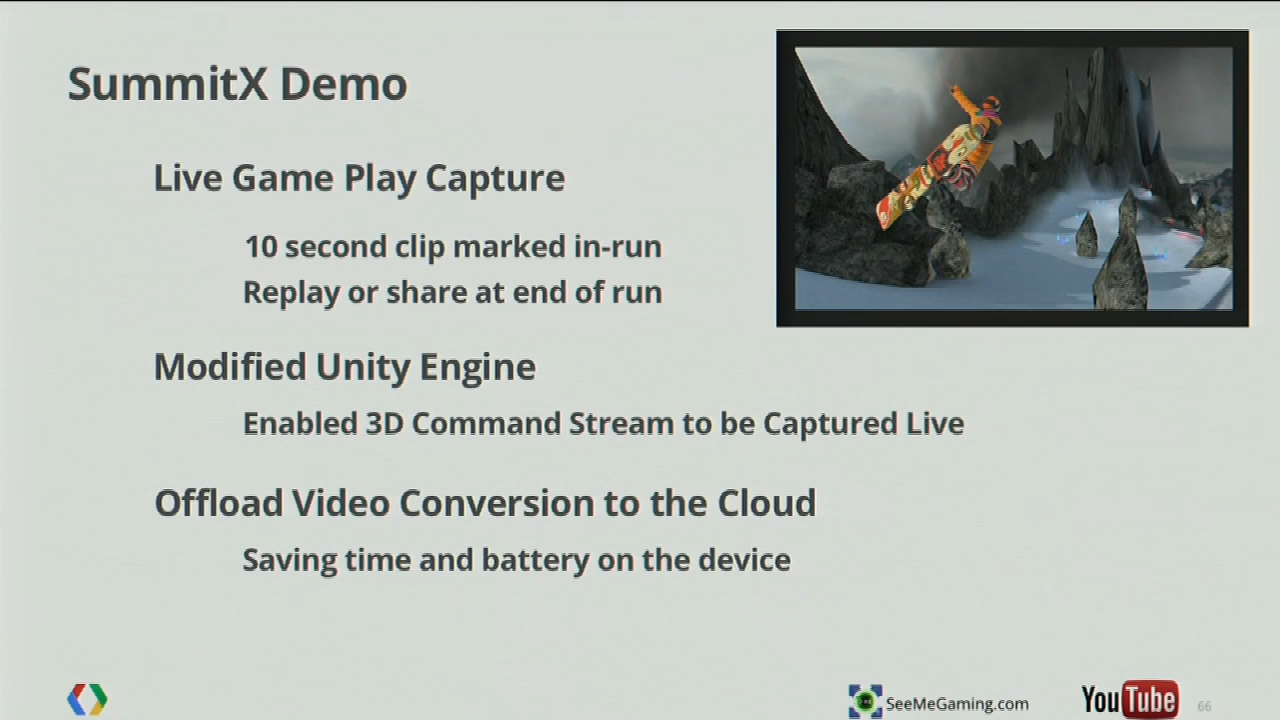 SummitX Demo
Live Game Play Capture
10 second clip marked in-run
Replay or share at end of run
Modified Unity Engine
Enabled 3D Command Stream to be Captured Live
Offload Video Conversion to the Cloud
Saving time and battery on the device
SeeMeGaming.com
YouTube
66